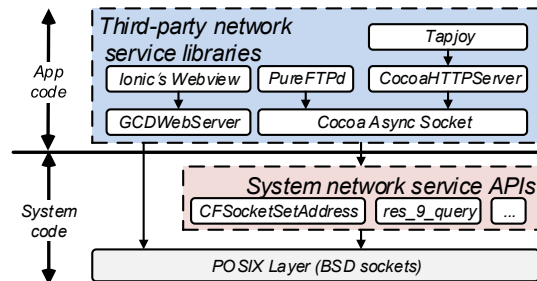 Third-party network
service libraries
Tapjoy
App
code
Ionic's Webview
PureFTPd
CocoaHTTPServer
GCDWebServer
Cocoa Async Socket
System
code
System network service APIs
CFSocketSetAddress
res_9_query
...
POSIX Layer (BSD sockets)